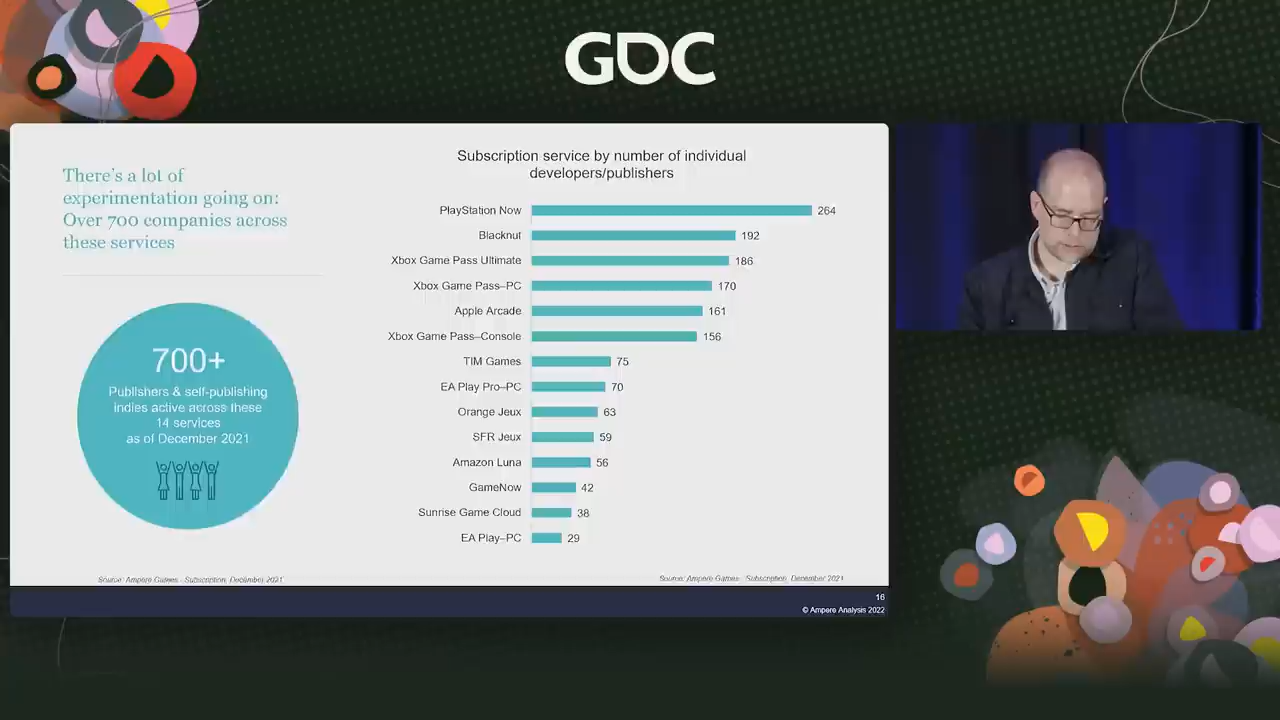 GDC
There's a lot of
experimentation going on:
Over 700 companies across
these services
700+
Publishers & self-publishing
indies active across these
14 services
as of December 2021
Source: Ampere Games - Subscription, December 2021
Subscription service by number of individual
developers/publishers
PlayStation Now 264
Blacknut 192
Xbox Game Pass Ultimate 186
Xbox Game Pass–PC 170
Apple Arcade 161
Xbox Game Pass–Console 156
TIM Games 75
EA Play Pro–PC 70
Orange Jeux 63
SFR Jeux 59
Amazon Luna 56
GameNow 42
Sunrise Game Cloud 38
EA Play–PC 29
Source: Ampere Games - Subscription, December 2021
16
© Ampere Analysis 2022